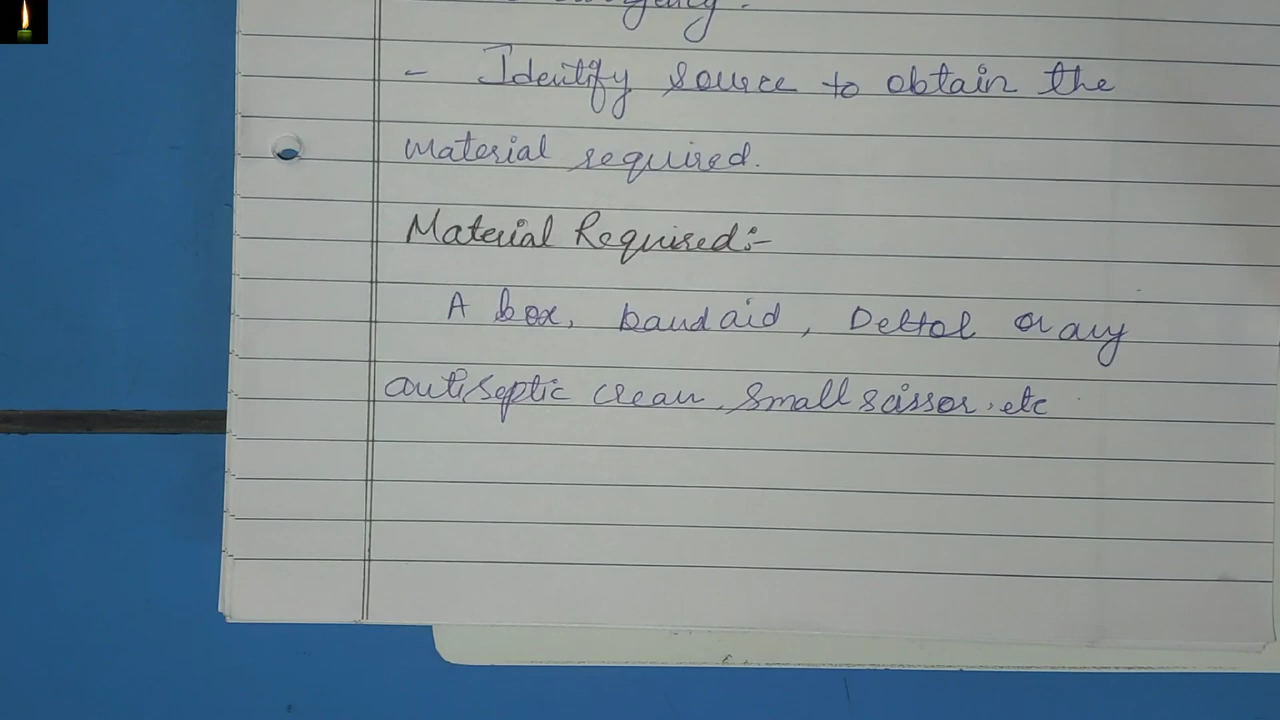 - Identify source to obtain the
material required.
Material Required:-
A box, band aid, Dettol or any
antiseptic cream, small scissor, etc